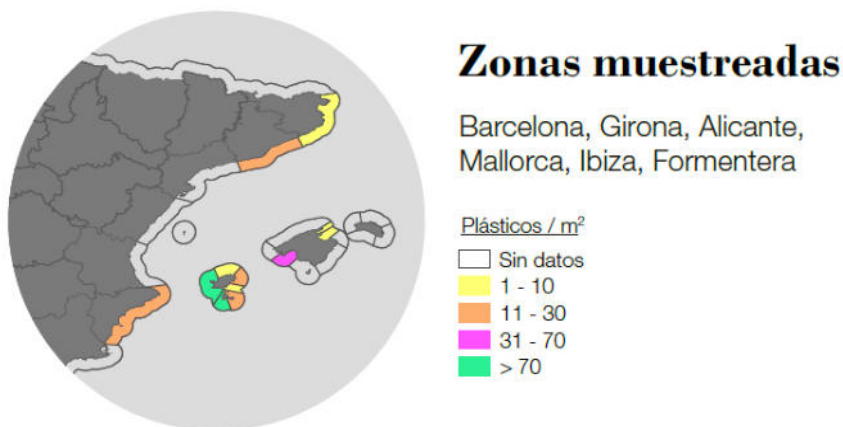 Zonas muestreadas
Barcelona, Girona, Alicante,
Mallorca, Ibiza, Formentera
Plásticos / m²
Sin datos
1 - 10
11 - 30
31 - 70
> 70